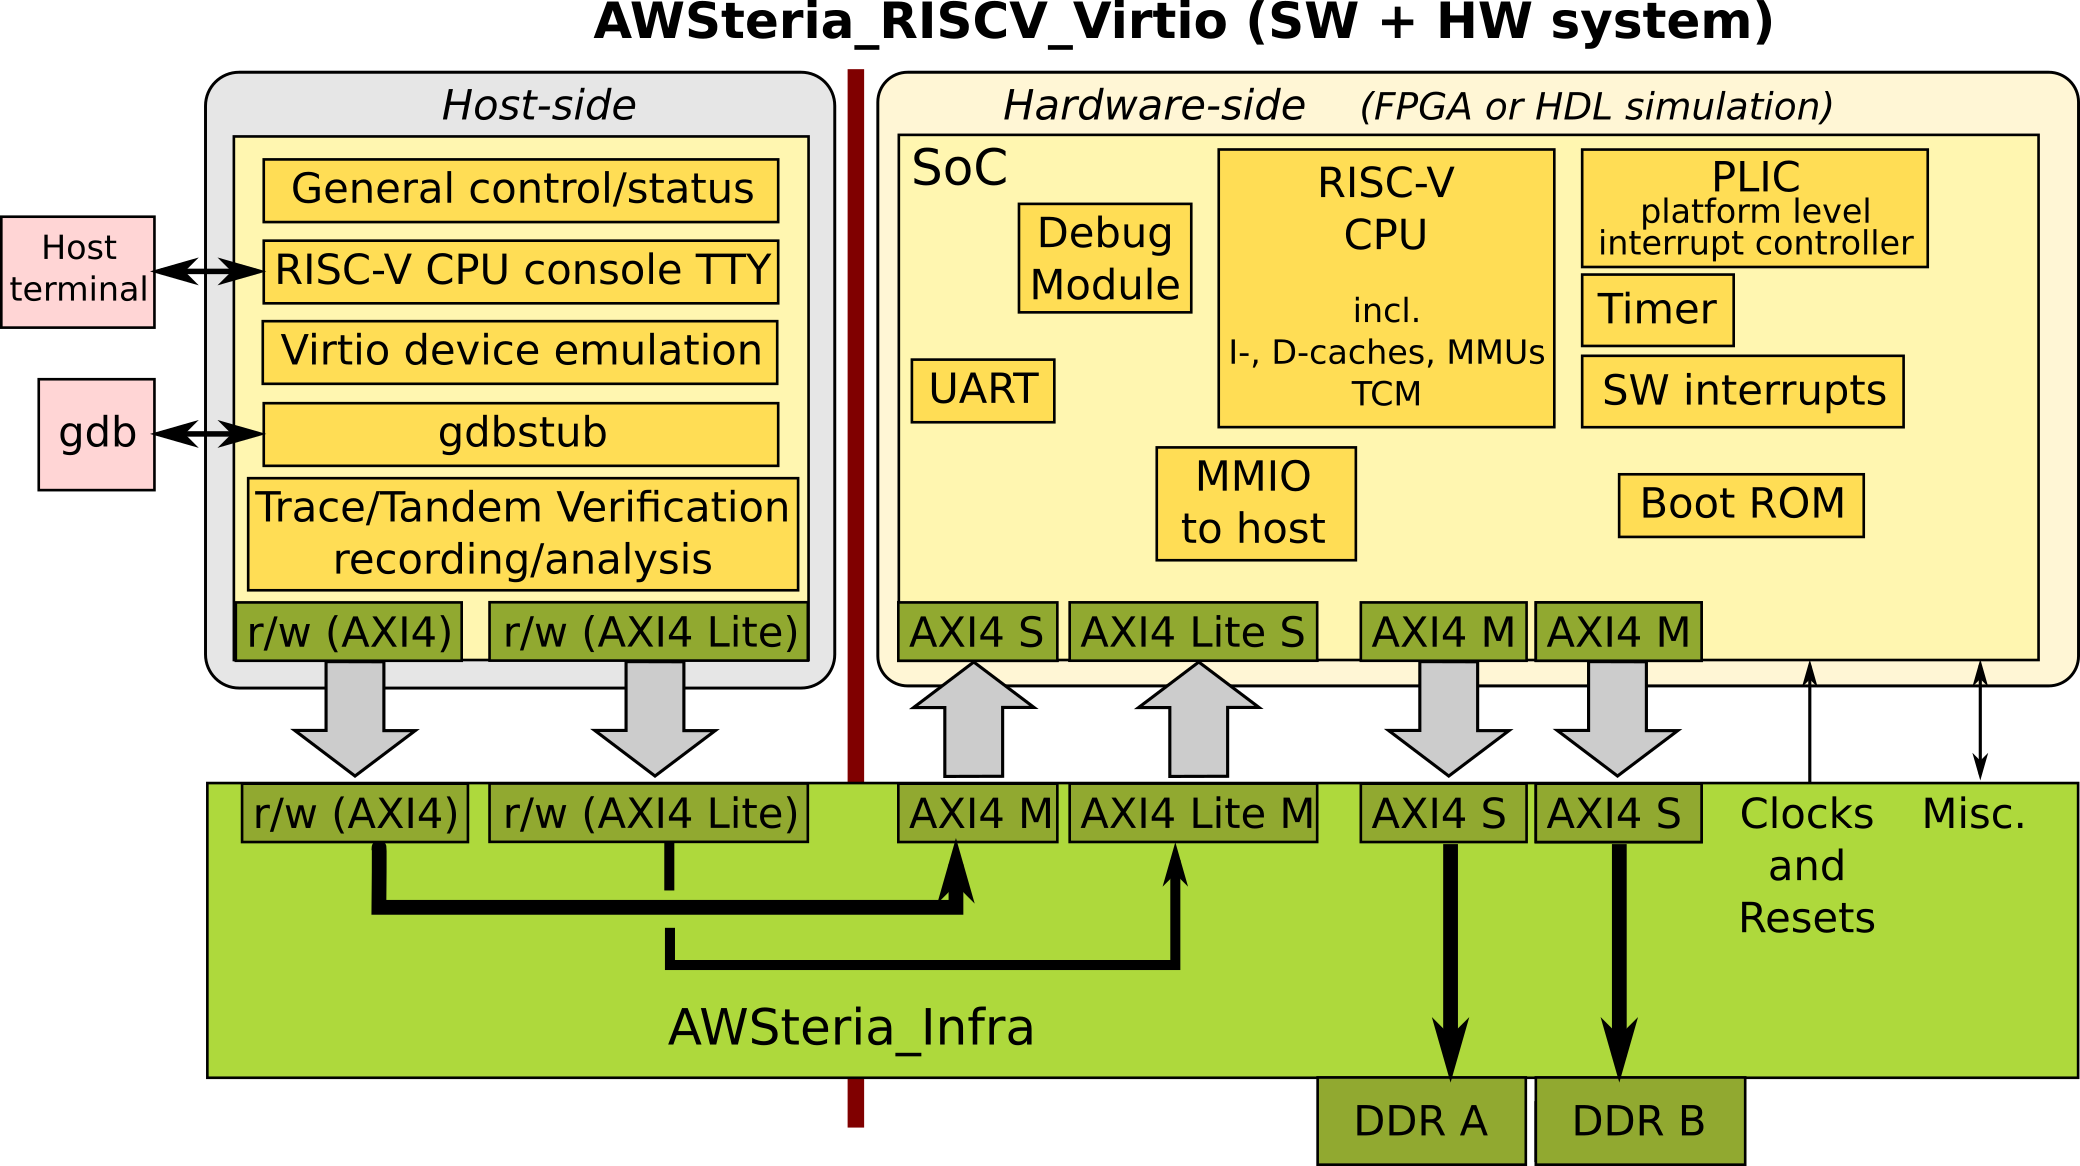 AWSteria_RISCV_Virtio (SW + HW system)
Host-side
General control/status
Host
terminal
RISC-V CPU console TTY
Virtio device emulation
gdb
gdbstub
Trace/Tandem Verification
recording/analysis
r/w (AXI4)
r/w (AXI4 Lite)
Hardware-side (FPGA or HDL simulation)
SoC
Debug
Module
RISC-V
CPU
incl.
I-, D-caches, MMUs
TCM
PLIC
platform level
interrupt controller
Timer
UART
SW interrupts
MMIO
to host
Boot ROM
AXI4 S
AXI4 Lite S
AXI4 M
AXI4 M
r/w (AXI4)
r/w (AXI4 Lite)
AXI4 M
AXI4 Lite M
AXI4 S
AXI4 S
Clocks
and
Resets
Misc.
AWSteria_Infra
DDR A
DDR B